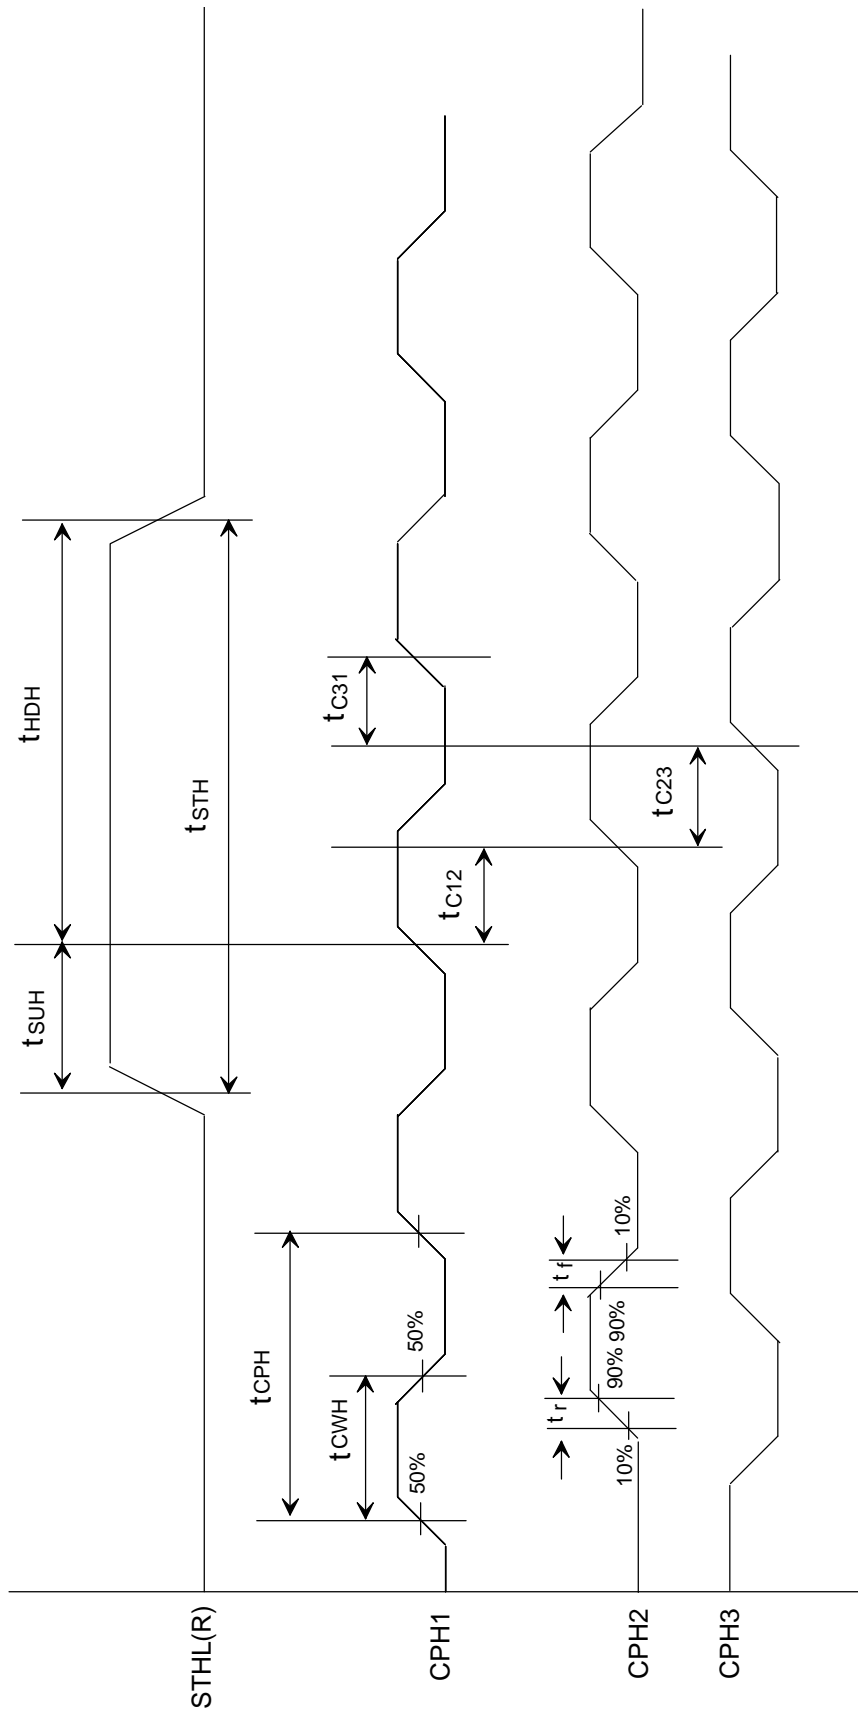 STHL(R)
tSUH
tHDH
tSTH
CPH1
tCPH
tCWH
50%
50%
tC12
tC31
CPH2
tr
tf
10%
90%
90%
10%
tC23
CPH3